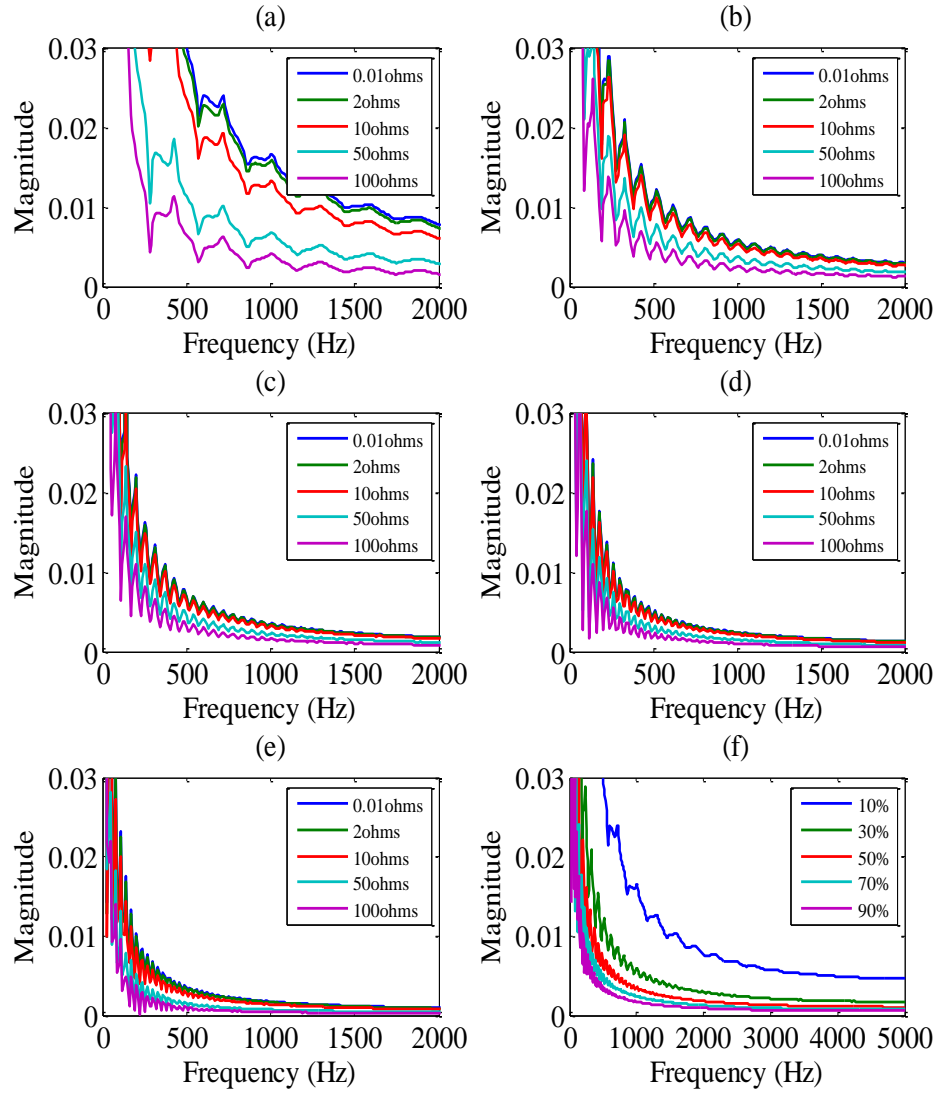 (a)
0.03
0.02
0.01
0
Magnitude
0.01ohms
2ohms
10ohms
50ohms
100ohms
0 500 1000 1500 2000
Frequency (Hz)
(b)
0.03
0.02
0.01
0
Magnitude
0.01ohms
2ohms
10ohms
50ohms
100ohms
0 500 1000 1500 2000
Frequency (Hz)
(c)
0.03
0.02
0.01
0
Magnitude
0.01ohms
2ohms
10ohms
50ohms
100ohms
0 500 1000 1500 2000
Frequency (Hz)
(d)
0.03
0.02
0.01
0
Magnitude
0.01ohms
2ohms
10ohms
50ohms
100ohms
0 500 1000 1500 2000
Frequency (Hz)
(e)
0.03
0.02
0.01
0
Magnitude
0.01ohms
2ohms
10ohms
50ohms
100ohms
0 500 1000 1500 2000
Frequency (Hz)
(f)
0.03
0.02
0.01
0
Magnitude
10%
30%
50%
70%
90%
0 1000 2000 3000 4000 5000
Frequency (Hz)